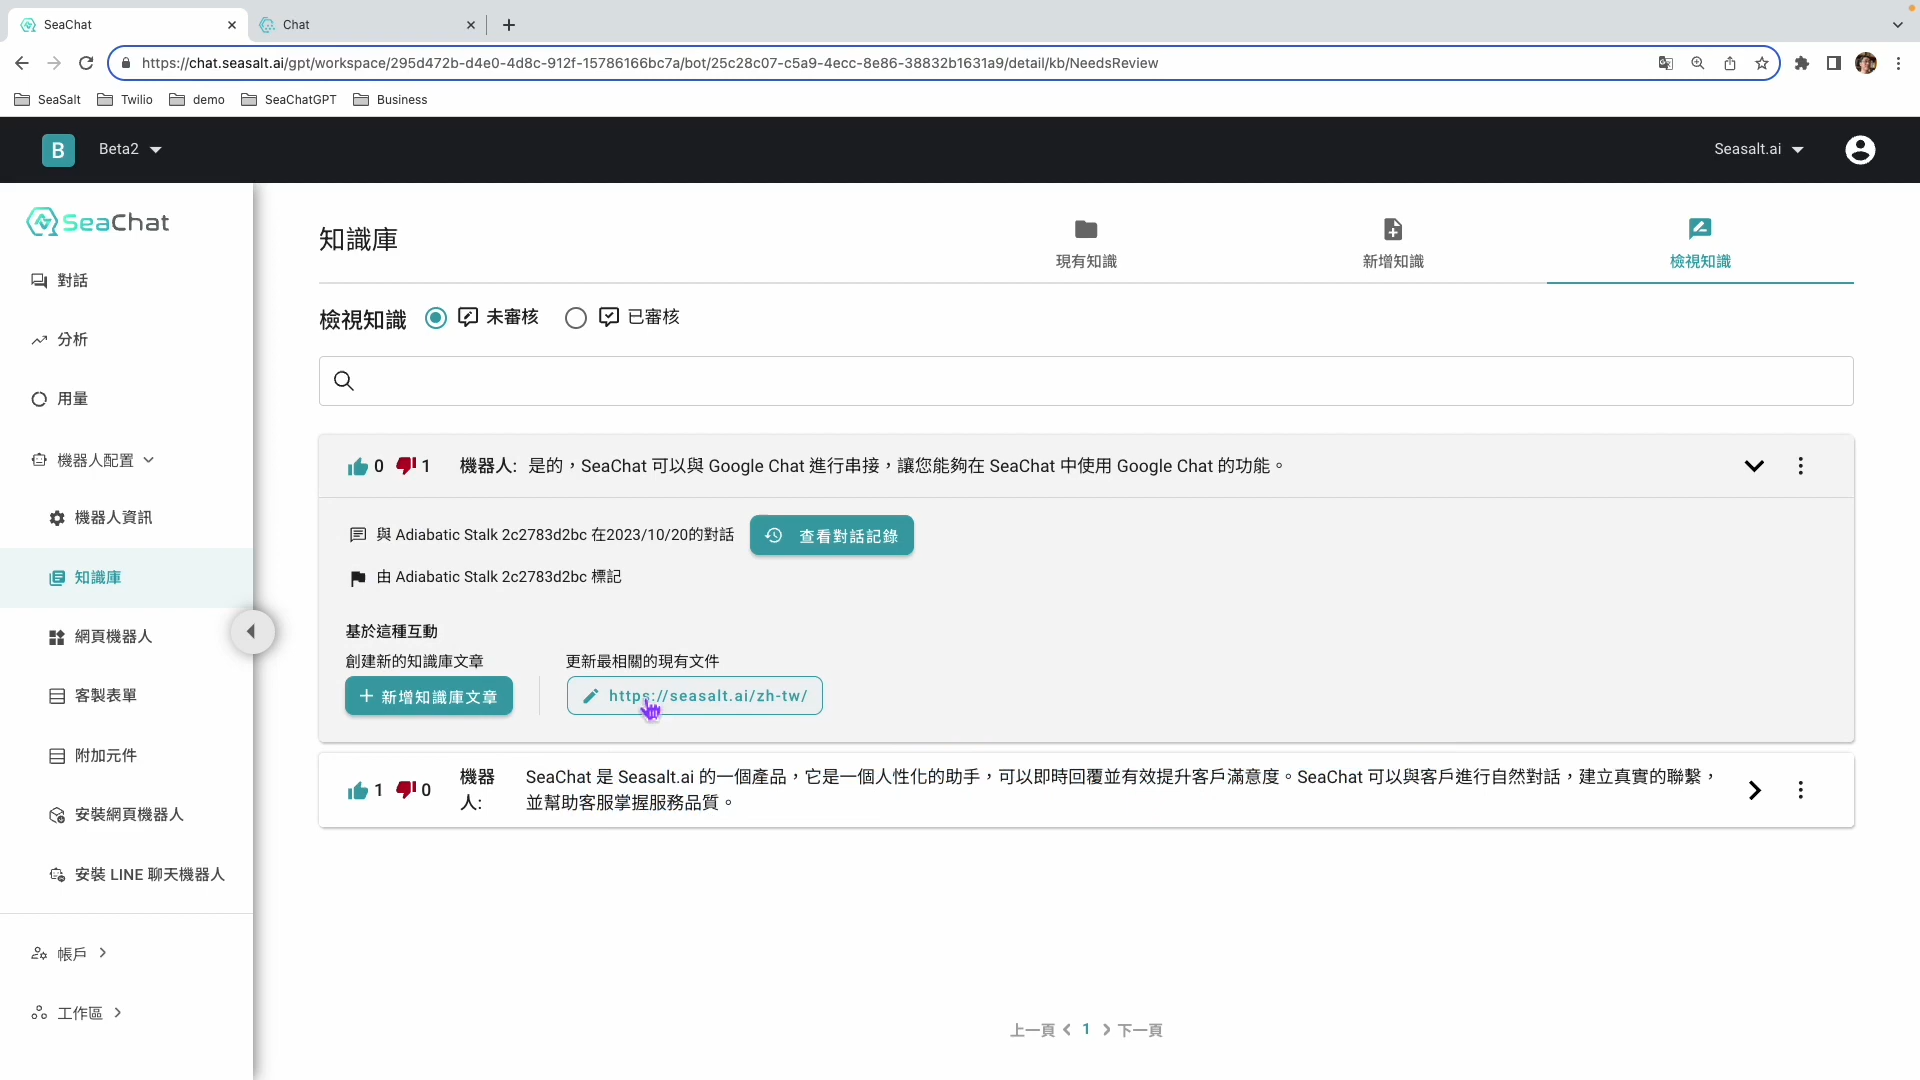 SeaChat
Chat
https://chat.seasalt.ai/gpt/workspace/295d472b-d4e0-4d8c-912f-15786166bc7a/bot/25c28c07-c5a9-4ecc-8e86-38832b1631a9/detail/kb/NeedsReview
SeaSalt
Twilio
demo
SeaChatGPT
Business
B
Beta2
Seasalt.ai
SeaChat
對話
分析
用量
機器人配置
機器人資訊
知識庫
網頁機器人
客製表單
附加元件
安裝網頁機器人
安裝 LINE 聊天機器人
帳戶
工作區
知識庫
現有知識
新增知識
檢視知識
檢視知識
未審核
已審核
0
1
機器人: 是的，SeaChat 可以與 Google Chat 進行串接，讓您能夠在 SeaChat 中使用 Google Chat 的功能。
與 Adiabatic Stalk 2c2783d2bc 在2023/10/20的對話
查看對話記錄
由 Adiabatic Stalk 2c2783d2bc 標記
基於這種互動
創建新的知識庫文章
更新最相關的現有文件
+ 新增知識庫文章
https://seasalt.ai/zh-tw/
1
0
機器人:
SeaChat 是 Seasalt.ai 的一個產品，它是一個人性化的助手，可以即時回覆並有效提升客戶滿意度。SeaChat 可以與客戶進行自然對話，建立真實的聯繫，
並幫助客服掌握服務品質。
上一頁 < 1 > 下一頁